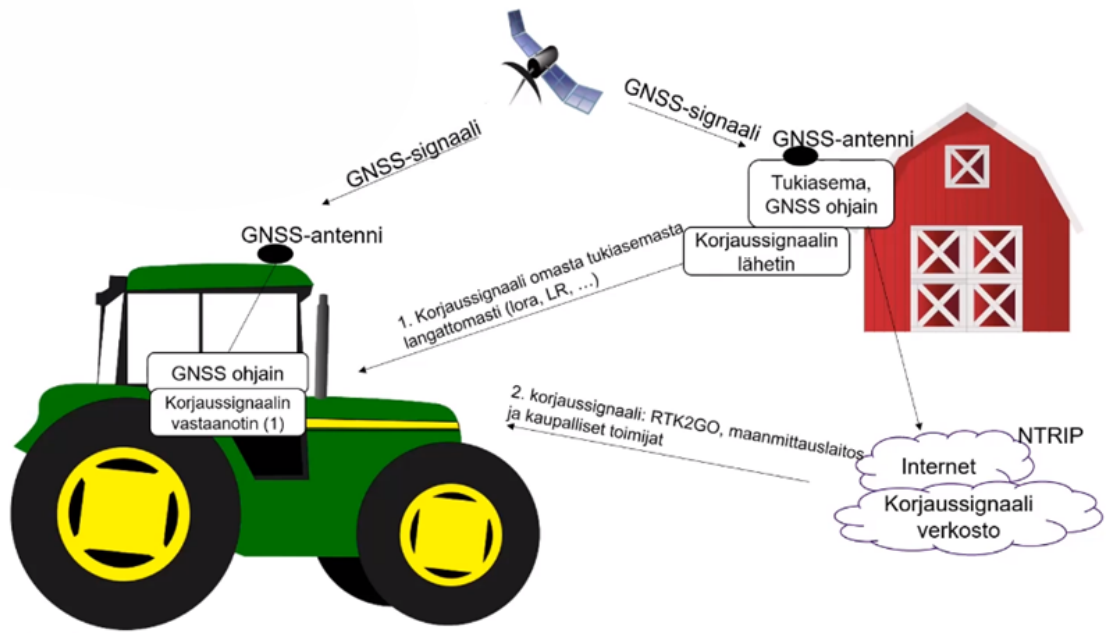 GNSS-signaali
GNSS-signaali
GNSS-antenni
Tukiasema,
GNSS ohjain
Korjaussignaalin
lähetin
GNSS-antenni
1. Korjaussignaali omasta tukiasemasta
langattomasti (lora, LR, ...)
GNSS ohjain
Korjaussignaalin
vastaanotin (1)
2. korjaussignaali: RTK2GO, maanmittauslaitos
ja kaupalliset toimijat
NTRIP
Internet
Korjaussignaali
verkosto